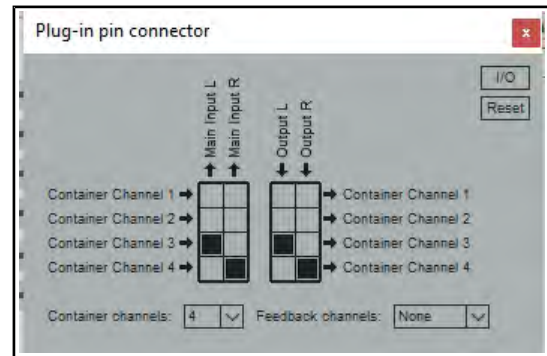 Plug-in pin connector
x
I/O
Reset
Main Input L
Main Input R
Output L
Output R
Container Channel 1
Container Channel 1
Container Channel 2
Container Channel 2
Container Channel 3
Container Channel 3
Container Channel 4
Container Channel 4
Container channels: 4 Feedback channels: None